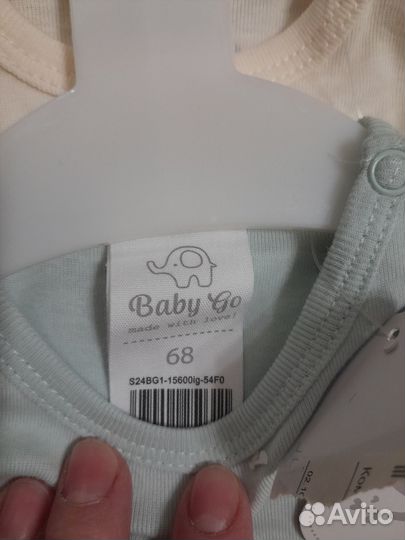 Baby Go
made with love!
68
S24BG1-15600ig-54F0
Avito